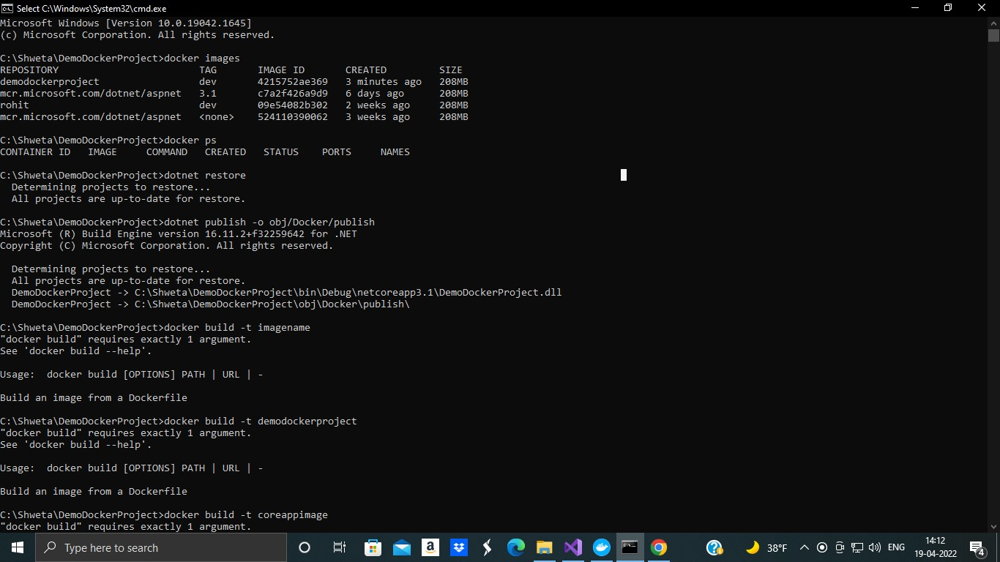 Select C:\Windows\System32\cmd.exe
Microsoft Windows [Version 10.0.19042.1645]
(c) Microsoft Corporation. All rights reserved.
C:\Shweta\DemoDockerProject>docker images
REPOSITORY TAG IMAGE ID CREATED SIZE
demodockerproject dev 4215752ae369 3 minutes ago 208MB
mcr.microsoft.com/dotnet/aspnet 3.1 c7a2f426a9d9 6 days ago 208MB
rohit dev 09e54082b302 2 weeks ago 208MB
mcr.microsoft.com/dotnet/aspnet <none> 524110390062 3 weeks ago 208MB
C:\Shweta\DemoDockerProject>docker ps
CONTAINER ID IMAGE COMMAND CREATED STATUS PORTS NAMES
C:\Shweta\DemoDockerProject>dotnet restore
Determining projects to restore...
All projects are up-to-date for restore.
C:\Shweta\DemoDockerProject>dotnet publish -o obj/Docker/publish
Microsoft (R) Build Engine version 16.11.2+f32259642 for .NET
Copyright (C) Microsoft Corporation. All rights reserved.
Determining projects to restore...
All projects are up-to-date for restore.
DemoDockerProject -> C:\Shweta\DemoDockerProject\bin\Debug\netcoreapp3.1\DemoDockerProject.dll
DemoDockerProject -> C:\Shweta\DemoDockerProject\obj\Docker\publish\
C:\Shweta\DemoDockerProject>docker build -t imagename
"docker build" requires exactly 1 argument.
See 'docker build --help'.
Usage:  docker build [OPTIONS] PATH | URL | -
Build an image from a Dockerfile
C:\Shweta\DemoDockerProject>docker build -t demodockerproject
"docker build" requires exactly 1 argument.
See 'docker build --help'.
Usage:  docker build [OPTIONS] PATH | URL | -
Build an image from a Dockerfile
C:\Shweta\DemoDockerProject>docker build -t coreappimage
"docker build" requires exactly 1 argument.
Type here to search
38°F
ENG
14:12
19-04-2022
4